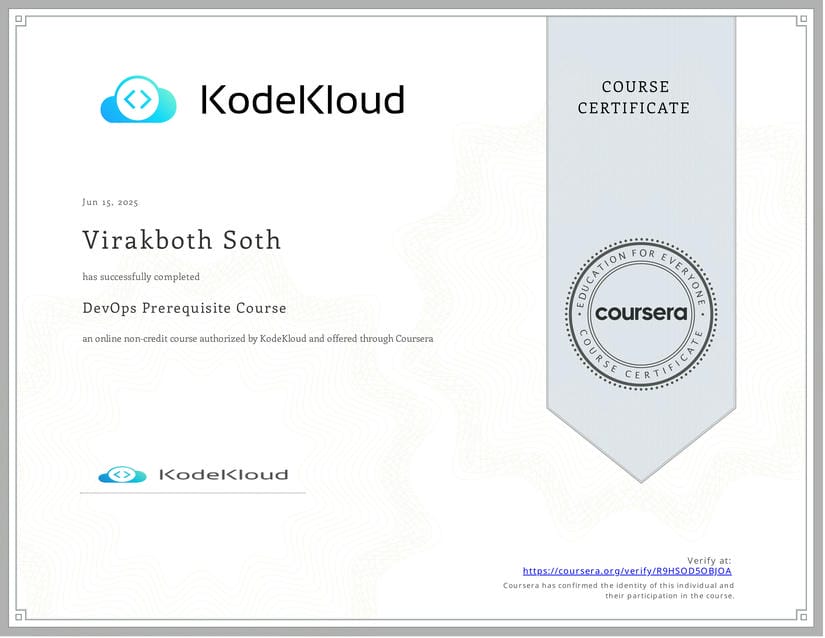 KodeKloud
COURSE
CERTIFICATE
Jun 15, 2025
Virakboth Soth
has successfully completed
DevOps Prerequisite Course
an online non-credit course authorized by KodeKloud and offered through Coursera
EDUCATION FOR EVERYONE
coursera
COURSE CERTIFICATE
KodeKloud
Verify at:
https://coursera.org/verify/R9HSOD5OBJOA
Coursera has confirmed the identity of this individual and
their participation in the course.